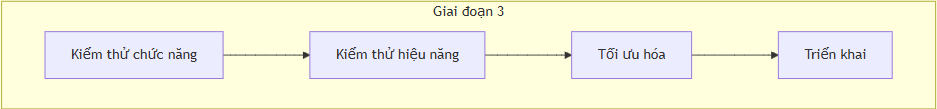 Giai đoạn 3
Kiểm thử chức năng
Kiểm thử hiệu năng
Tối ưu hóa
Triển khai